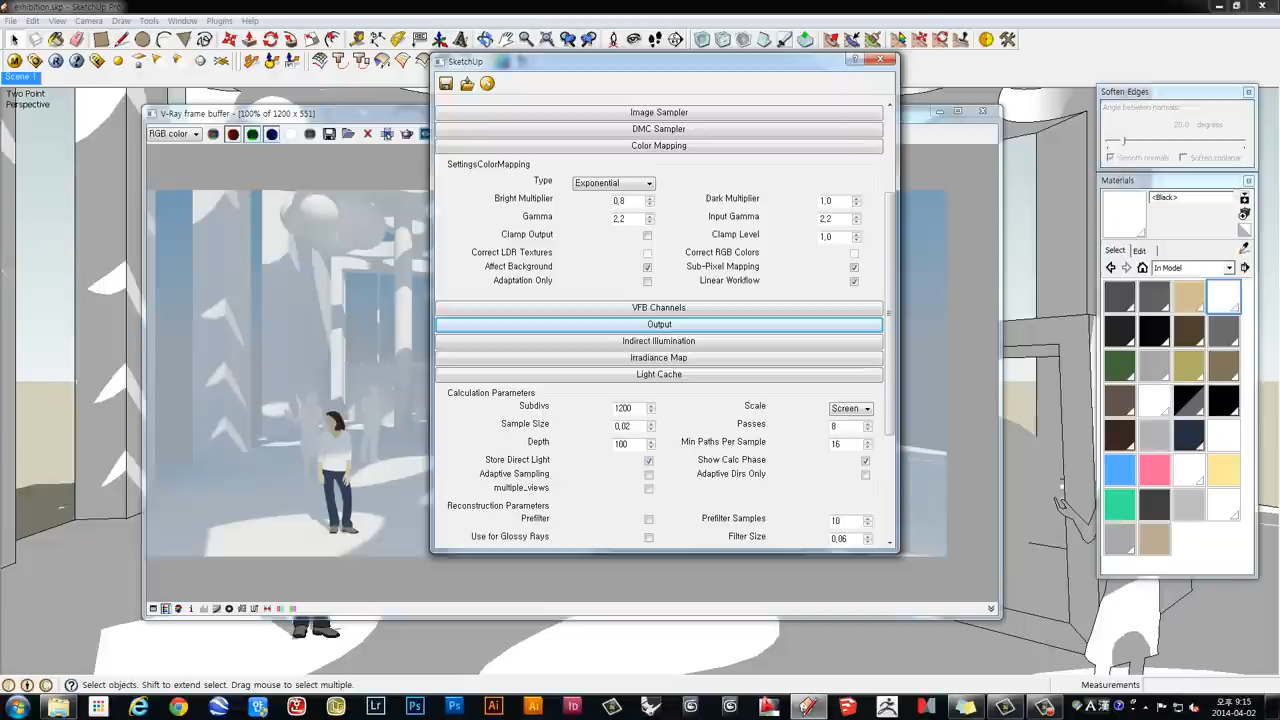 exhibition.skp - SketchUp Pro
File Edit View Camera Draw Tools Window Plugins Help
Scene 1
Two Point
Perspective
V-Ray frame buffer - [100% of 1200 x 551]
RGB color
SketchUp
Image Sampler
DMC Sampler
Color Mapping
SettingsColorMapping
Type Exponential
Bright Multiplier 0,8 Dark Multiplier 1,0
Gamma 2,2 Input Gamma 2,2
Clamp Output Clamp Level 1,0
Correct LDR Textures Correct RGB Colors
Affect Background Sub-Pixel Mapping
Adaptation Only Linear Workflow
VFB Channels
Output
Indirect Illumination
Irradiance Map
Light Cache
Calculation Parameters
Subdivs 1200 Scale Screen
Sample Size 0,02 Passes 8
Depth 100 Min Paths Per Sample 16
Store Direct Light Show Calc Phase
Adaptive Sampling Adaptive Dirs Only
multiple_views
Reconstruction Parameters
Prefilter Prefilter Samples 10
Use for Glossy Rays Filter Size 0,06
Soften Edges
Angle between normals:
20.0 degrees
Smooth normals Soften coplanar
Materials
<Black>
Select Edit
In Model
Select objects. Shift to extend select. Drag mouse to select multiple.
Measurements
Lr Ps Ps Ai Ai Id
오후 9:15
2014-04-02